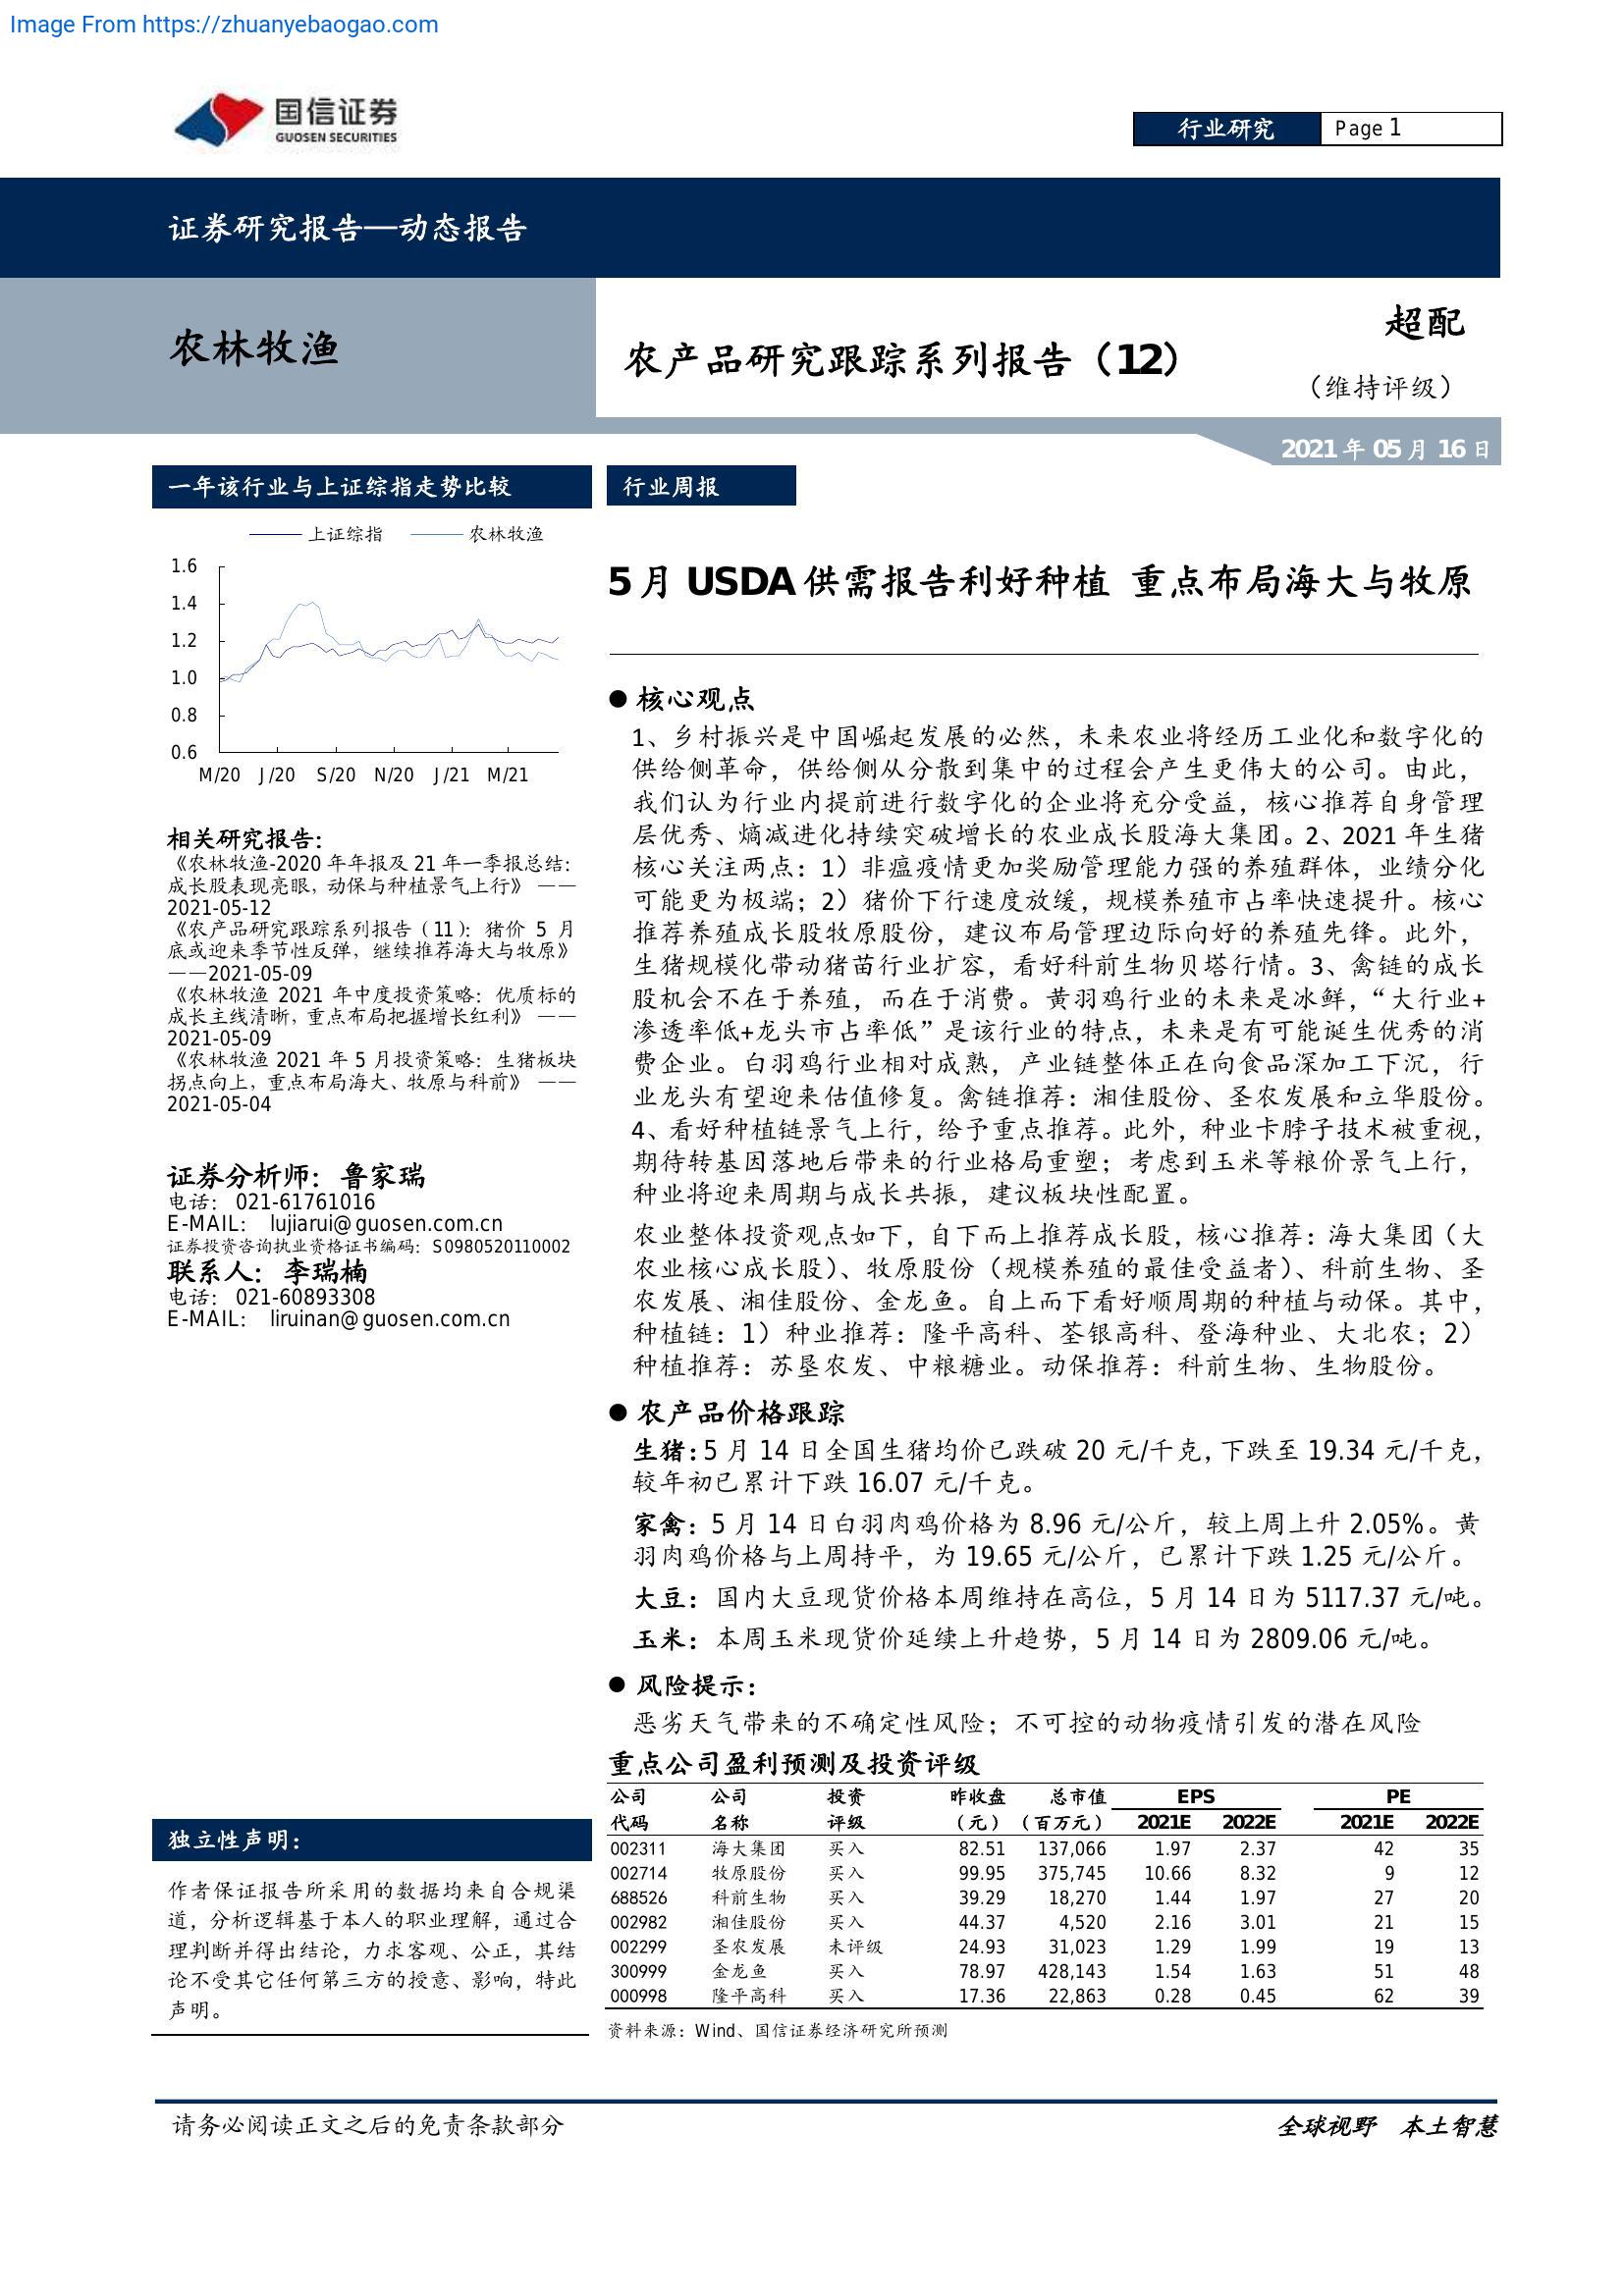 Image From https://zhuanyebaogao.com
国信证券
GUOSEN SECURITIES
行业研究
Page 1
证券研究报告—动态报告
农林牧渔
农产品研究跟踪系列报告（12）
超配
（维持评级）
2021 年 05 月 16 日
一年该行业与上证综指走势比较
上证综指 农林牧渔
1.6
1.4
1.2
1.0
0.8
0.6
M/20 J/20 S/20 N/20 J/21 M/21
相关研究报告：
《农林牧渔-2020 年年报及 21 年一季报总结：
成长股表现亮眼，动保与种植景气上行》 ——
2021-05-12
《农产品研究跟踪系列报告（11）：猪价 5 月
底或迎来季节性反弹，继续推荐海大与牧原》
——2021-05-09
《农林牧渔 2021 年中度投资策略：优质标的
成长主线清晰，重点布局把握增长红利》 ——
2021-05-09
《农林牧渔 2021 年 5 月投资策略：生猪板块
拐点向上，重点布局海大、牧原与科前》 ——
2021-05-04
证券分析师：鲁家瑞
电话： 021-61761016
E-MAIL： lujiarui@guosen.com.cn
证券投资咨询执业资格证书编码：S0980520110002
联系人：李瑞楠
电话： 021-60893308
E-MAIL： liruinan@guosen.com.cn
独立性声明：
作者保证报告所采用的数据均来自合规渠
道，分析逻辑基于本人的职业理解，通过合
理判断并得出结论，力求客观、公正，其结
论不受其它任何第三方的授意、影响，特此
声明。
行业周报
5 月 USDA 供需报告利好种植 重点布局海大与牧原
● 核心观点
1、乡村振兴是中国崛起发展的必然，未来农业将经历工业化和数字化的
供给侧革命，供给侧从分散到集中的过程会产生更伟大的公司。由此，
我们认为行业内提前进行数字化的企业将充分受益，核心推荐自身管理
层优秀、熵减进化持续突破增长的农业成长股海大集团。2、2021 年生猪
核心关注两点：1）非瘟疫情更加奖励管理能力强的养殖群体，业绩分化
可能更为极端；2）猪价下行速度放缓，规模养殖市占率快速提升。核心
推荐养殖成长股牧原股份，建议布局管理边际向好的养殖先锋。此外，
生猪规模化带动猪苗行业扩容，看好科前生物贝塔行情。3、禽链的成长
股机会不在于养殖，而在于消费。黄羽鸡行业的未来是冰鲜，“大行业+
渗透率低+龙头市占率低”是该行业的特点，未来是有可能诞生优秀的消
费企业。白羽鸡行业相对成熟，产业链整体正在向食品深加工下沉，行
业龙头有望迎来估值修复。禽链推荐：湘佳股份、圣农发展和立华股份。
4、看好种植链景气上行，给予重点推荐。此外，种业卡脖子技术被重视，
期待转基因落地后带来的行业格局重塑；考虑到玉米等粮价景气上行，
种业将迎来周期与成长共振，建议板块性配置。
农业整体投资观点如下，自下而上推荐成长股，核心推荐：海大集团（大
农业核心成长股）、牧原股份（规模养殖的最佳受益者）、科前生物、圣
农发展、湘佳股份、金龙鱼。自上而下看好顺周期的种植与动保。其中，
种植链：1）种业推荐：隆平高科、荃银高科、登海种业、大北农；2）
种植推荐：苏垦农发、中粮糖业。动保推荐：科前生物、生物股份。
● 农产品价格跟踪
生猪：5 月 14 日全国生猪均价已跌破 20 元/千克，下跌至 19.34 元/千克，
较年初已累计下跌 16.07 元/千克。
家禽：5 月 14 日白羽肉鸡价格为 8.96 元/公斤，较上周上升 2.05%。黄
羽肉鸡价格与上周持平，为 19.65 元/公斤，已累计下跌 1.25 元/公斤。
大豆：国内大豆现货价格本周维持在高位，5 月 14 日为 5117.37 元/吨。
玉米：本周玉米现货价延续上升趋势，5 月 14 日为 2809.06 元/吨。
● 风险提示：
恶劣天气带来的不确定性风险；不可控的动物疫情引发的潜在风险
重点公司盈利预测及投资评级
公司 公司 投资 昨收盘 总市值 EPS PE
代码 名称 评级 （元） （百万元） 2021E 2022E 2021E 2022E
002311 海大集团 买入 82.51 137,066 1.97 2.37 42 35
002714 牧原股份 买入 99.95 375,745 10.66 8.32 9 12
688526 科前生物 买入 39.29 18,270 1.44 1.97 27 20
002982 湘佳股份 买入 44.37 4,520 2.16 3.01 21 15
002299 圣农发展 未评级 24.93 31,023 1.29 1.99 19 13
300999 金龙鱼 买入 78.97 428,143 1.54 1.63 51 48
000998 隆平高科 买入 17.36 22,863 0.28 0.45 62 39
资料来源：Wind、国信证券经济研究所预测
请务必阅读正文之后的免责条款部分
全球视野 本土智慧